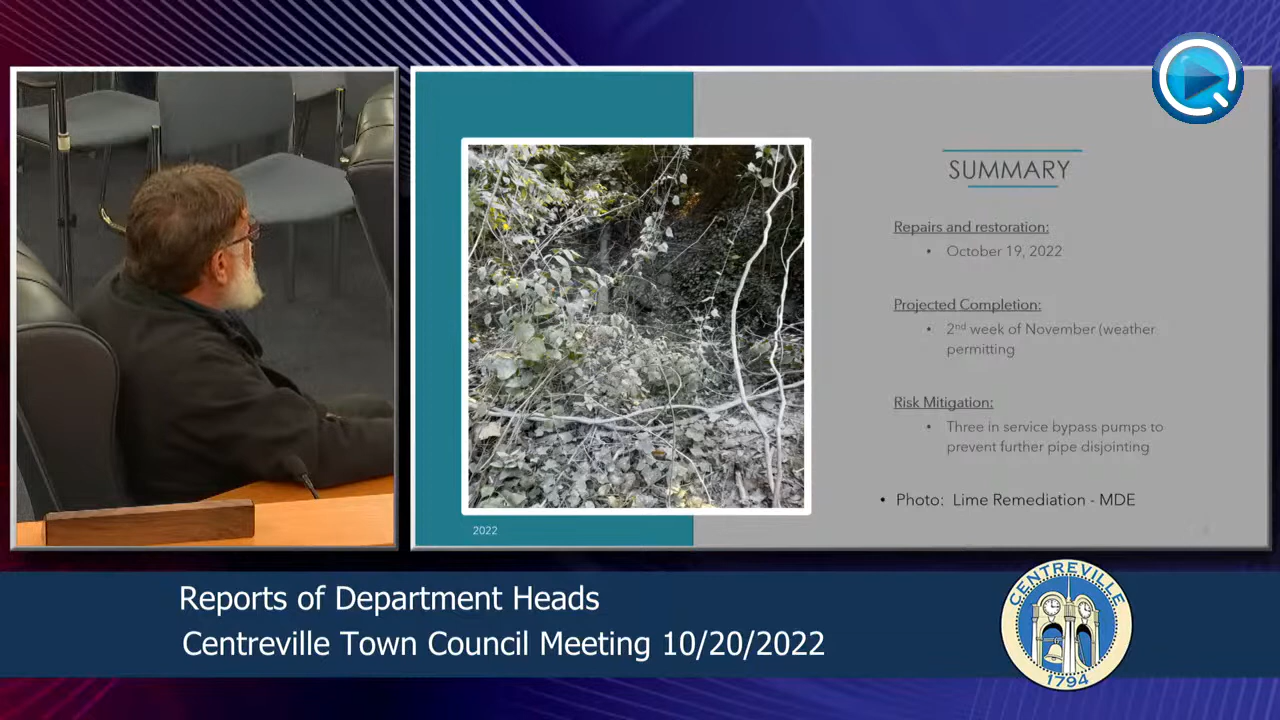 SUMMARY
Repairs and restoration:
• October 19, 2022
Projected Completion:
• 2nd week of November (weather
permitting
Risk Mitigation:
• Three in service bypass pumps to
prevent further pipe disjointing
• Photo: Lime Remediation - MDE
2022
Reports of Department Heads
Centreville Town Council Meeting 10/20/2022
CENTREVILLE
1794